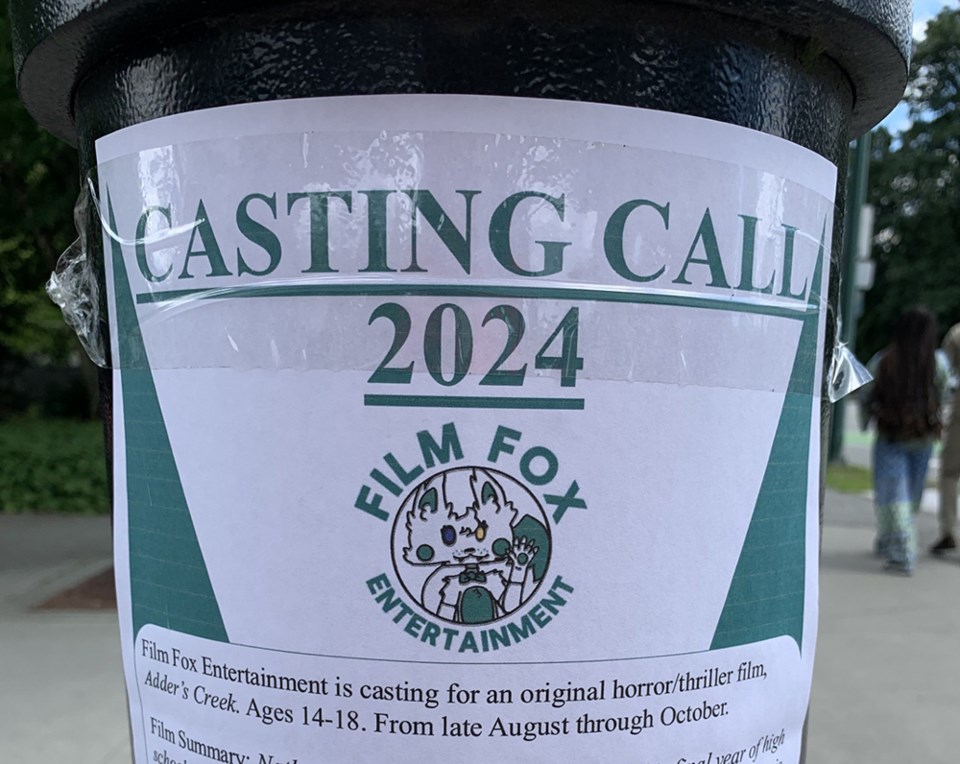 CASTING CALL
2024
FILM FOX
ENTERTAINMENT
Film Fox Entertainment is casting for an original horror/thriller film,
Adder's Creek. Ages 14-18. From late August through October.
Film Summary: final year of high